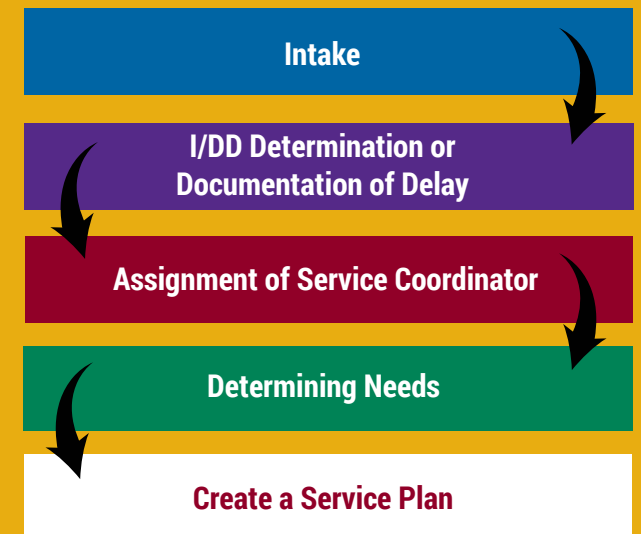 Intake
I/DD Determination or
Documentation of Delay
Assignment of Service Coordinator
Determining Needs
Create a Service Plan